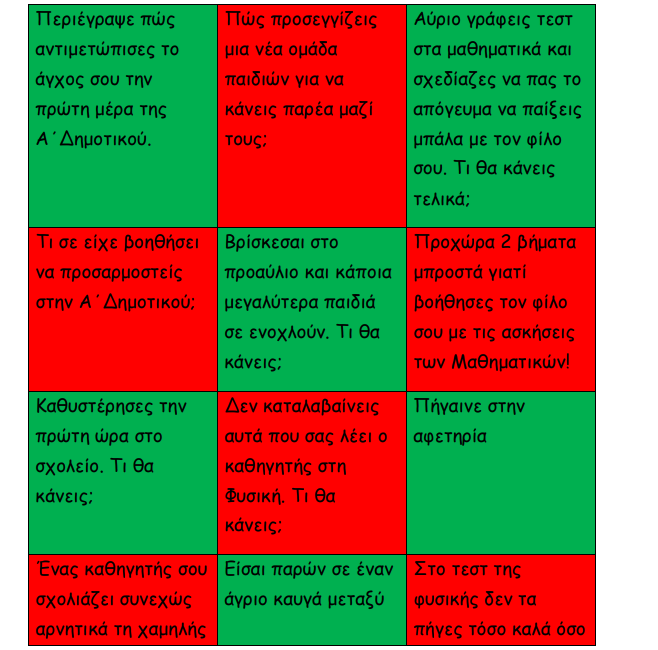 Περιέγραψε πώς
αντιμετώπισες το
άγχος σου την
πρώτη μέρα της
Α΄Δημοτικού.
Πώς προσεγγίζεις
μια νέα ομάδα
παιδιών για να
κάνεις παρέα μαζί
τους;
Αύριο γράφεις τεστ
στα μαθηματικά και
σχεδίαζες να πας το
απόγευμα να παίξεις
μπάλα με τον φίλο
σου. Τι θα κάνεις
τελικά;
Τι σε είχε βοηθήσει
να προσαρμοστείς
στην Α΄Δημοτικού;
Βρίσκεσαι στο
προαύλιο και κάποια
μεγαλύτερα παιδιά
σε ενοχλούν. Τι θα
κάνεις;
Προχώρα 2 βήματα
μπροστά γιατί
βοήθησες τον φίλο
σου με τις ασκήσεις
των Μαθηματικών!
Καθυστέρησες την
πρώτη ώρα στο
σχολείο. Τι θα
κάνεις;
Δεν καταλαβαίνεις
αυτά που σας λέει ο
καθηγητής στη
Φυσική. Τι θα
κάνεις;
Πήγαινε στην
αφετηρία
Ένας καθηγητής σου
σχολιάζει συνεχώς
αρνητικά τη χαμηλής
Είσαι παρών σε έναν
άγριο καυγά μεταξύ
Στο τεστ της
φυσικής δεν τα
πήγες τόσο καλά όσο